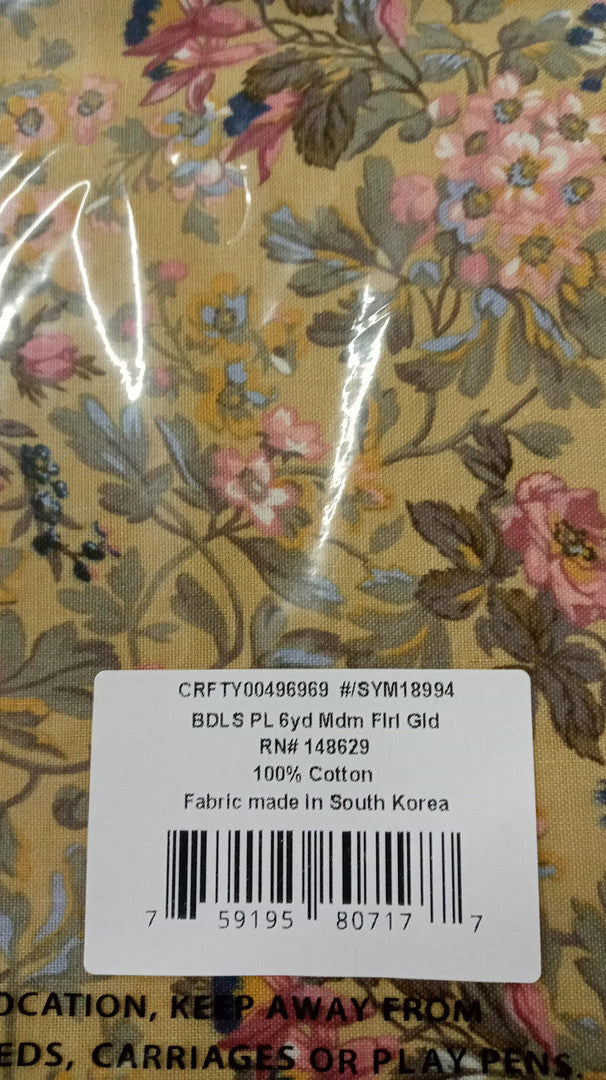 CRFTY00496969 #/SYM18994
BDLS PL 6yd Mdm Flrl Gld
RN# 148629
100% Cotton
Fabric made in South Korea
7 59195 80717 7
OCATION, KEEP AWAY FROM
EDS, CARRIAGES OR PLAY PENS.